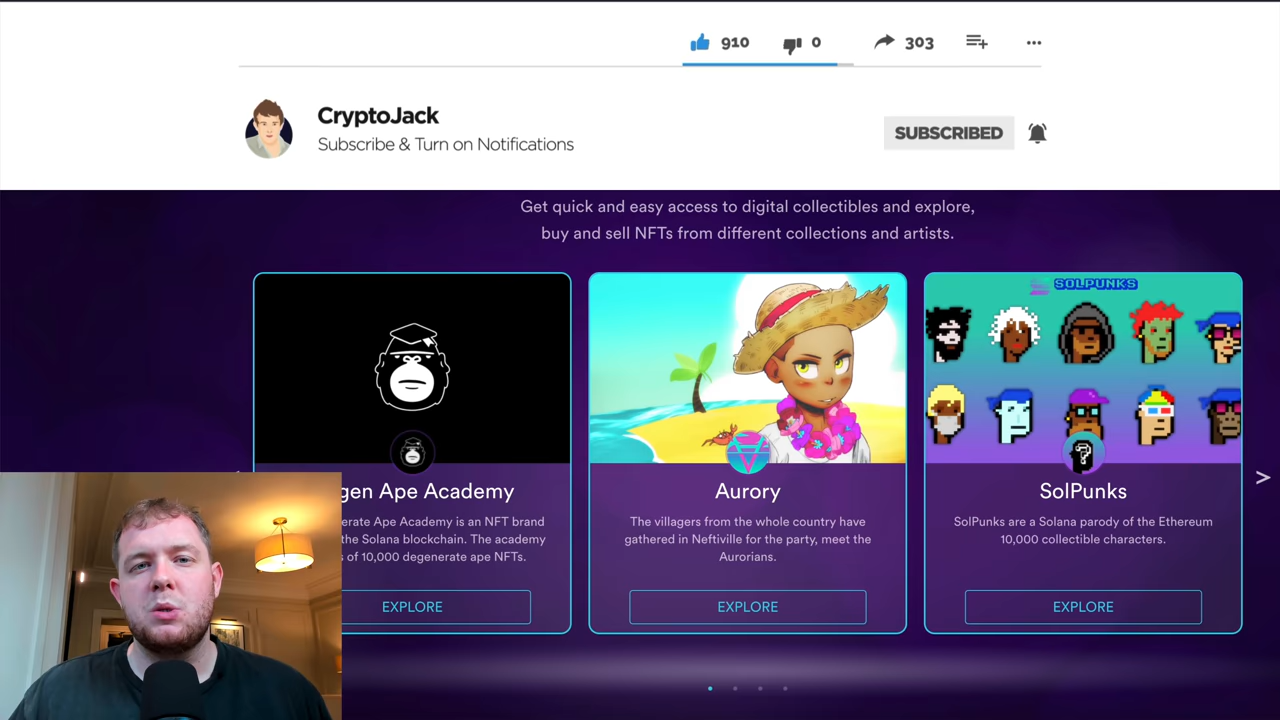 910
0
303
CryptoJack
Subscribe & Turn on Notifications
SUBSCRIBED
Get quick and easy access to digital collectibles and explore,
buy and sell NFTs from different collections and artists.
SOLPUNKS
gen Ape Academy
erate Ape Academy is an NFT brand
the Solana blockchain. The academy
s of 10,000 degenerate ape NFTs.
EXPLORE
Aurory
The villagers from the whole country have
gathered in Neftiville for the party, meet the
Aurorians.
EXPLORE
SolPunks
SolPunks are a Solana parody of the Ethereum
10,000 collectible characters.
EXPLORE